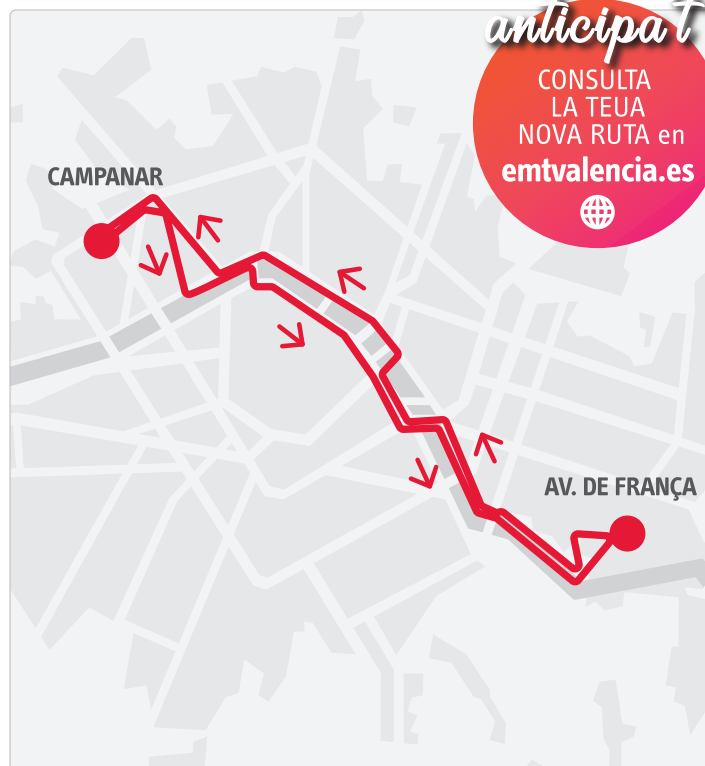 anticipa't
CONSULTA
LA TEUA
NOVA RUTA en
emtvalencia.es
CAMPANAR
AV. DE FRANÇA